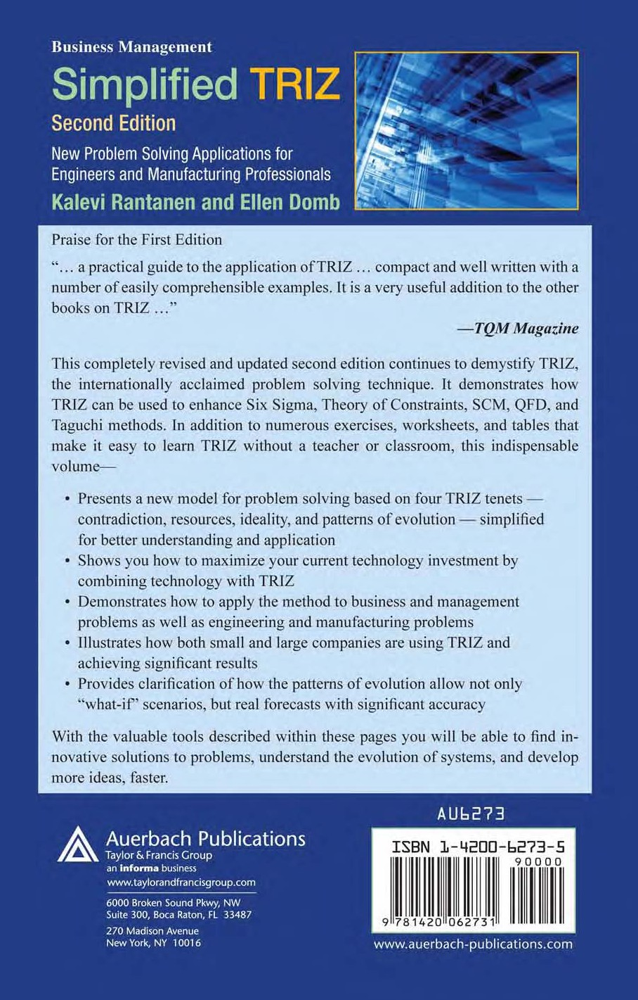 Business Management
Simplified TRIZ
Second Edition
New Problem Solving Applications for
Engineers and Manufacturing Professionals
Kalevi Rantanen and Ellen Domb
Praise for the First Edition
“… a practical guide to the application of TRIZ … compact and well written with a
number of easily comprehensible examples. It is a very useful addition to the other
books on TRIZ …”
—TQM Magazine
This completely revised and updated second edition continues to demystify TRIZ,
the internationally acclaimed problem solving technique. It demonstrates how
TRIZ can be used to enhance Six Sigma, Theory of Constraints, SCM, QFD, and
Taguchi methods. In addition to numerous exercises, worksheets, and tables that
make it easy to learn TRIZ without a teacher or classroom, this indispensable
volume—
• Presents a new model for problem solving based on four TRIZ tenets —
contradiction, resources, ideality, and patterns of evolution — simplified
for better understanding and application
• Shows you how to maximize your current technology investment by
combining technology with TRIZ
• Demonstrates how to apply the method to business and management
problems as well as engineering and manufacturing problems
• Illustrates how both small and large companies are using TRIZ and
achieving significant results
• Provides clarification of how the patterns of evolution allow not only
“what-if” scenarios, but real forecasts with significant accuracy
With the valuable tools described within these pages you will be able to find in-
novative solutions to problems, understand the evolution of systems, and develop
more ideas, faster.
Auerbach Publications
Taylor & Francis Group
an informa business
www.taylorandfrancisgroup.com
6000 Broken Sound Pkwy, NW
Suite 300, Boca Raton, FL 33487
270 Madison Avenue
New York, NY 10016
AU6273
ISBN 1-4200-6273-5
90000
9 781420 062731
www.auerbach-publications.com